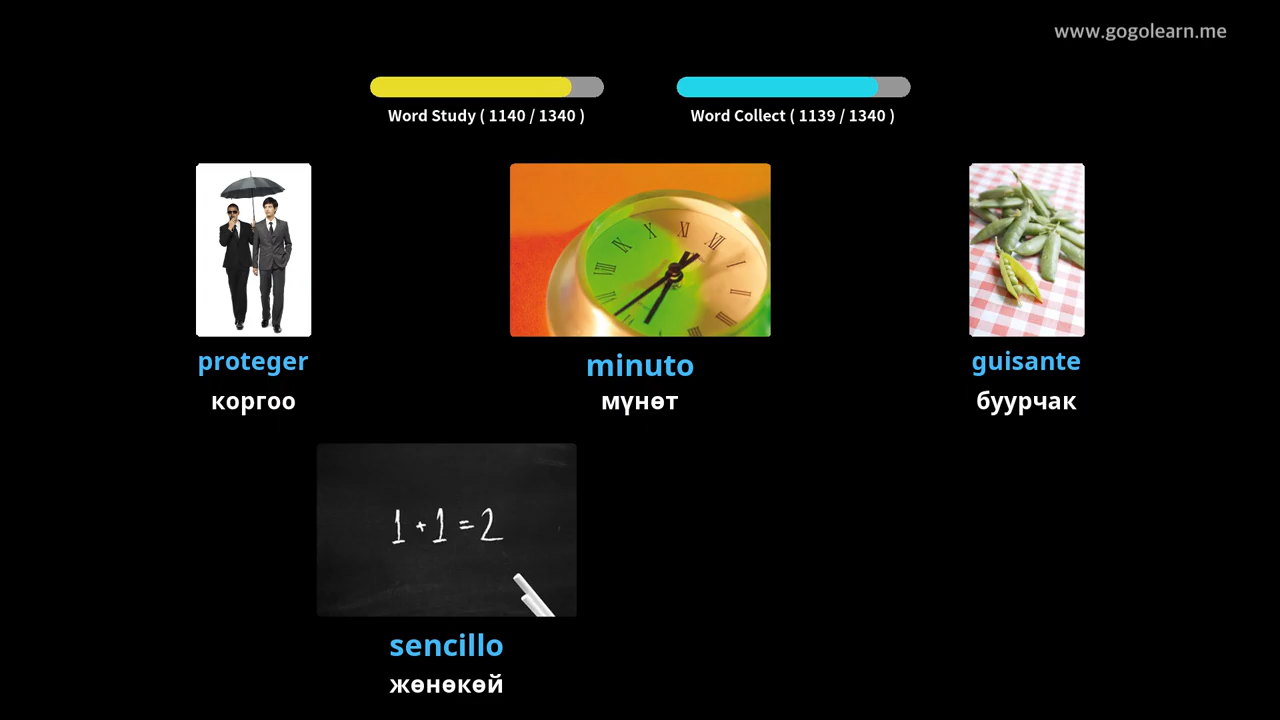 www.gogolearn.me
Word Study ( 1140 / 1340 )
Word Collect ( 1139 / 1340 )
proteger
коргоо
minuto
мүнөт
guisante
буурчак
1 + 1 = 2
sencillo
жөнөкөй